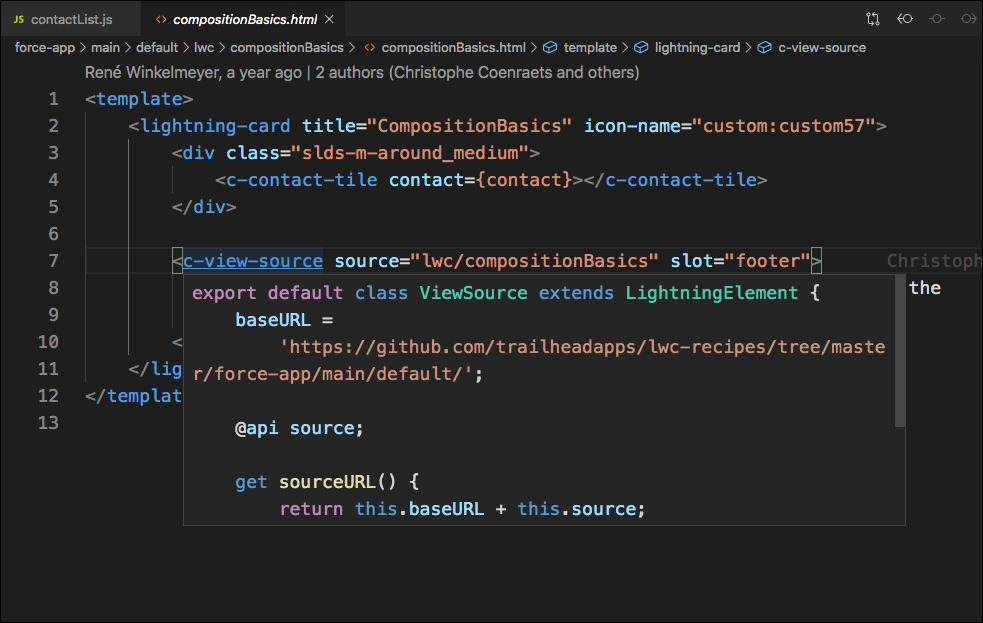 JS contactList.js <> compositionBasics.html ×
force-app > main > default > lwc > compositionBasics > <> compositionBasics.html > template > lightning-card > c-view-source
René Winkelmeyer, a year ago | 2 authors (Christophe Coenraets and others)
1 <template>
2 <lightning-card title="CompositionBasics" icon-name="custom:custom57">
3 <div class="slds-m-around_medium">
4 <c-contact-tile contact={contact}></c-contact-tile>
5 </div>
6
7 <c-view-source source="lwc/compositionBasics" slot="footer"> Christoph
8 export default class ViewSource extends LightningElement { the
9 baseURL =
10 < 'https://github.com/trailheadapps/lwc-recipes/tree/maste
11 </lig r/force-app/main/default/';
12 </templat
13 @api source;
get sourceURL() {
return this.baseURL + this.source;